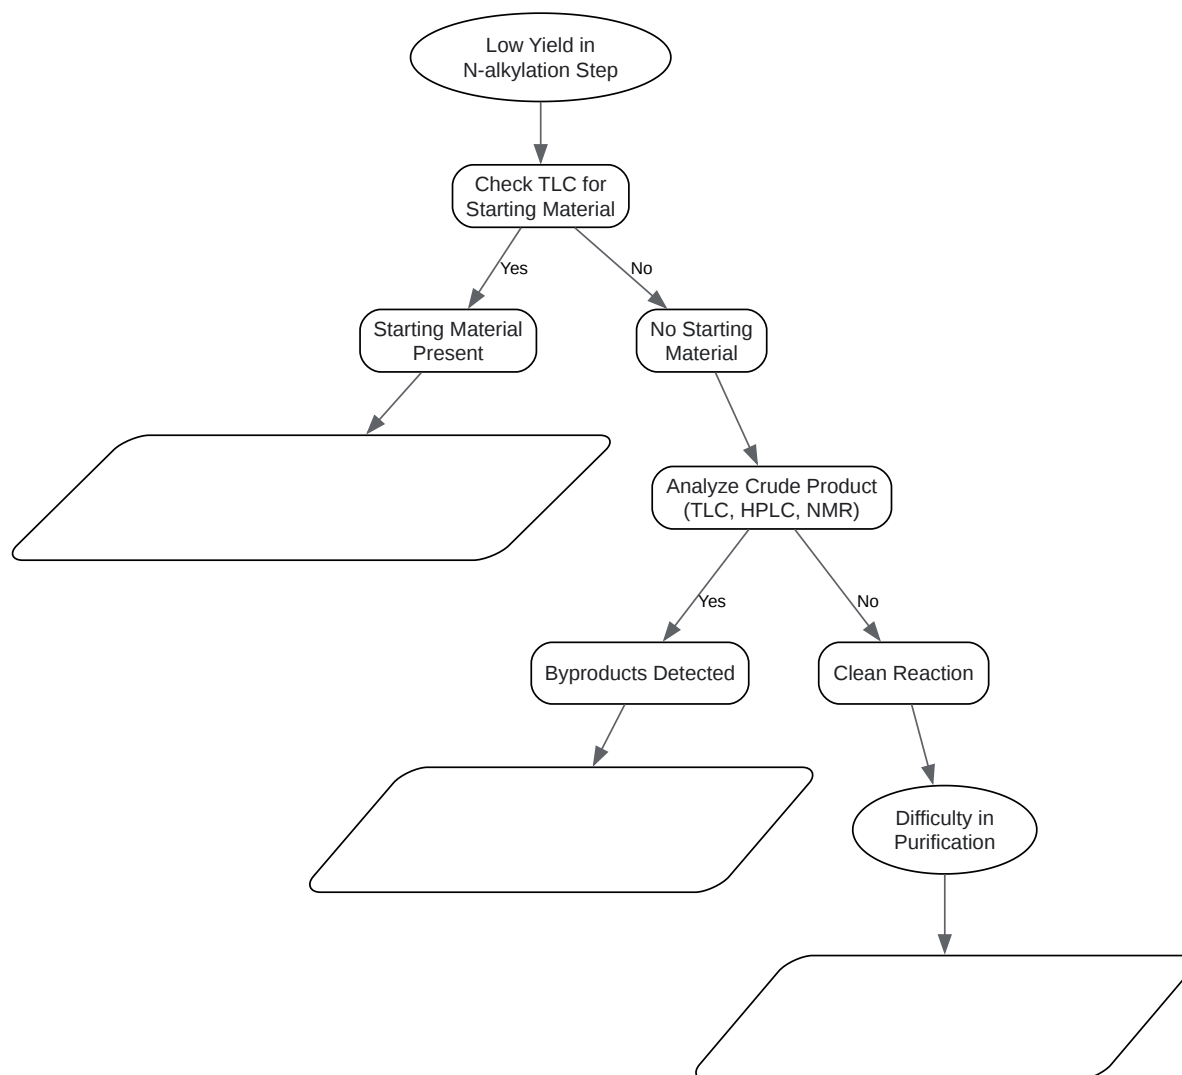 Low Yield in
N-alkylation Step
Check TLC for
Starting Material
Yes
No
Starting Material
Present
No Starting
Material
Analyze Crude Product
(TLC, HPLC, NMR)
Yes
No
Byproducts Detected
Clean Reaction
Difficulty in
Purification